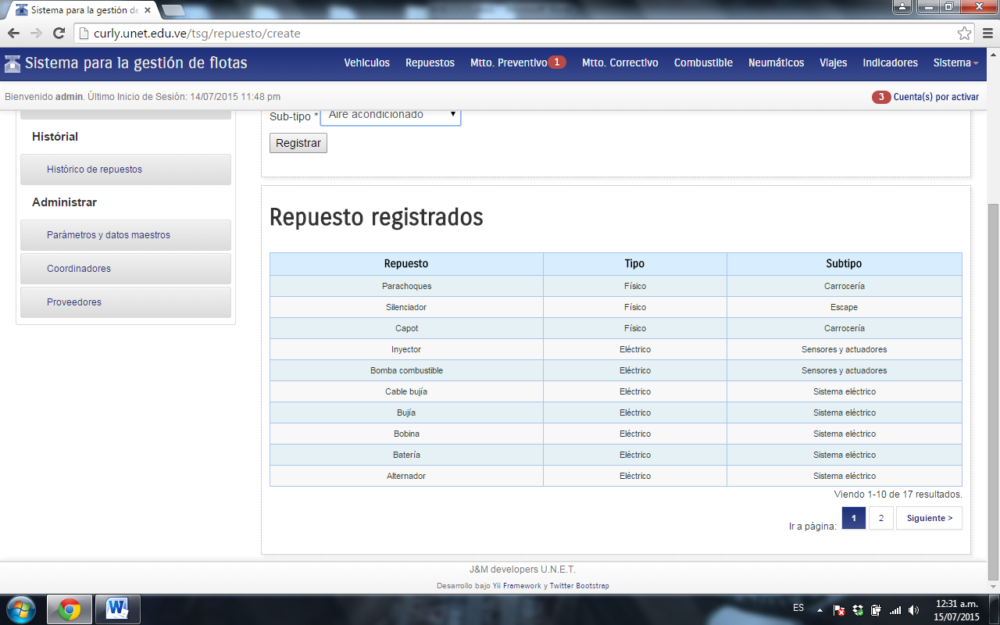 Sistema para la gestión de
curly.unet.edu.ve/tsg/repuesto/create
Sistema para la gestión de flotas Vehiculos Repuestos Mtto. Preventivo 1 Mtto. Correctivo Combustible Neumáticos Viajes Indicadores Sistema
Bienvenido admin. Último Inicio de Sesión: 14/07/2015 11:48 pm 3 Cuenta(s) por activar
Histórial
Histórico de repuestos
Administrar
Parámetros y datos maestros
Coordinadores
Proveedores
Sub-tipo * Aire acondicionado
Registrar
Repuesto registrados
Repuesto Tipo Subtipo
Parachoques Físico Carrocería
Silenciador Físico Escape
Capot Físico Carrocería
Inyector Eléctrico Sensores y actuadores
Bomba combustible Eléctrico Sensores y actuadores
Cable bujía Eléctrico Sistema eléctrico
Bujía Eléctrico Sistema eléctrico
Bobina Eléctrico Sistema eléctrico
Batería Eléctrico Sistema eléctrico
Alternador Eléctrico Sistema eléctrico
Viendo 1-10 de 17 resultados.
Ir a página: 1 2 Siguiente >
J&M developers U.N.E.T.
Desarrollo bajo Yii Framework y Twitter Bootstrap
ES 12:31 a.m.
15/07/2015